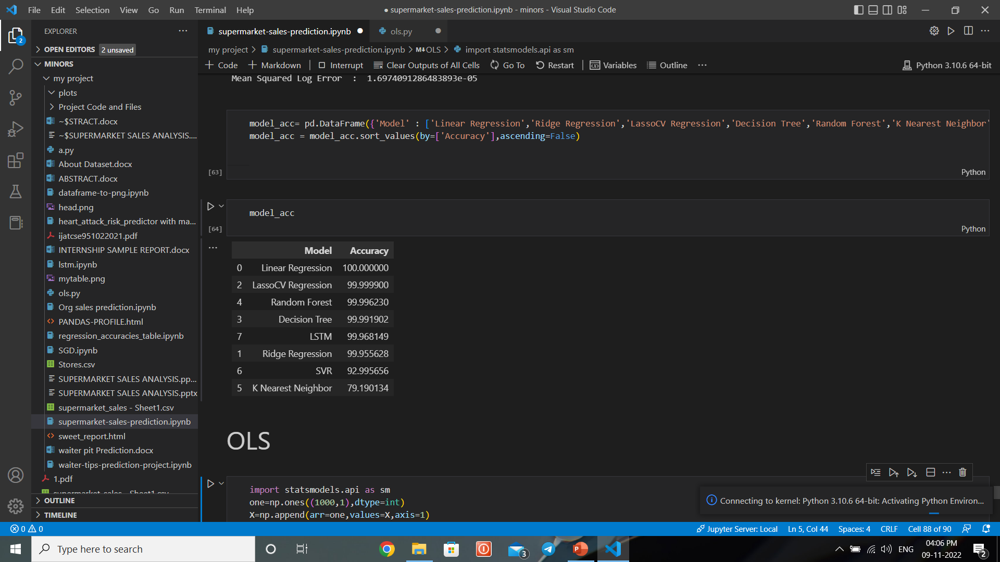 File Edit Selection View Go Run Terminal Help
● supermarket-sales-prediction.ipynb - minors - Visual Studio Code
EXPLORER
OPEN EDITORS 2 unsaved
MINORS
my project
plots
Project Code and Files
~$STRACT.docx
~$SUPERMARKET SALES ANALYSIS....
a.py
About Dataset.docx
ABSTRACT.docx
dataframe-to-png.ipynb
head.png
heart_attack_risk_predictor with ma...
ijatcse951022021.pdf
INTERNSHIP SAMPLE REPORT.docx
lstm.ipynb
mytable.png
ols.py
Org sales prediction.ipynb
PANDAS-PROFILE.html
regression_accuracies_table.ipynb
SGD.ipynb
Stores.csv
SUPERMARKET SALES ANALYSIS.pp...
SUPERMARKET SALES ANALYSIS.pptx
supermarket_sales - Sheet1.csv
supermarket-sales-prediction.ipynb
sweet_report.html
waiter pit Prediction.docx
waiter-tips-prediction-project.ipynb
1.pdf
supermarket_sales - Sheet1.csv
OUTLINE
TIMELINE
2
supermarket-sales-prediction.ipynb
ols.py
my project > supermarket-sales-prediction.ipynb > M↓OLS > import statsmodels.api as sm
+ Code + Markdown | Interrupt Clear Outputs of All Cells Go To Restart | Variables Outline ...
Python 3.10.6 64-bit
Mean Squared Log Error : 1.6974091286483893e-05
model_acc= pd.DataFrame({'Model' : ['Linear Regression','Ridge Regression','LassoCV Regression','Decision Tree','Random Forest','K Nearest Neighbor'
model_acc = model_acc.sort_values(by=['Accuracy'],ascending=False)
[63]
Python
model_acc
[64]
Python
Model Accuracy
0 Linear Regression 100.000000
2 LassoCV Regression 99.999900
4 Random Forest 99.996230
3 Decision Tree 99.991902
7 LSTM 99.968149
1 Ridge Regression 99.955628
6 SVR 92.995656
5 K Nearest Neighbor 79.190134
OLS
import statsmodels.api as sm
one=np.ones((1000,1),dtype=int)
X=np.append(arr=one,values=X,axis=1)
Connecting to kernel: Python 3.10.6 64-bit: Activating Python Environ...
0 0
Jupyter Server: Local Ln 5, Col 44 Spaces: 4 CRLF Cell 88 of 90
Type here to search
3
ENG
04:06 PM
09-11-2022
2